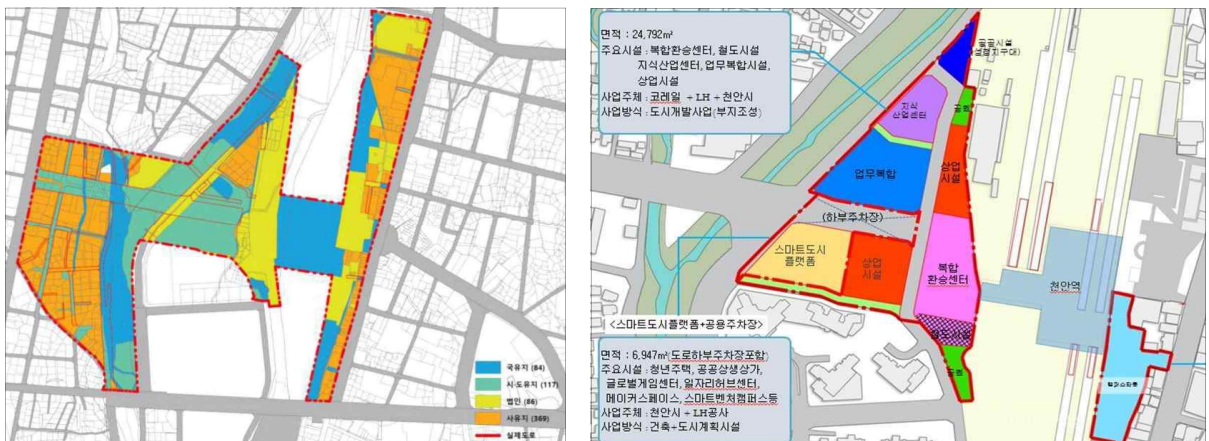 국유지 (84)
시·도유지 (117)
법인 (86)
사유지 (369)
실제도로
면적 : 24,792㎡
주요시설 : 복합환승센터, 철도시설
지식산업센터, 업무복합시설,
상업시설
사업주체 : 코레일 + LH + 천안시
사업방식 : 도시개발사업(부지조성)
공공시설
지식
산업센터
공원
업무복합
상업
시설
(하부주차장)
스마트도시
플랫폼
상업
시설
복합
환승센터
천안역
<스마트도시플랫폼+공용주차장>
공원
면적 : 6,947㎡(도로하부주차장포함)
주요시설 : 청년주택, 공공상생상가,
글로벌게임센터, 일자리허브센터,
메이커스페이스, 스마트벤처캠퍼스등
사업주체 : 천안시 + LH공사
사업방식 : 건축+도시계획시설